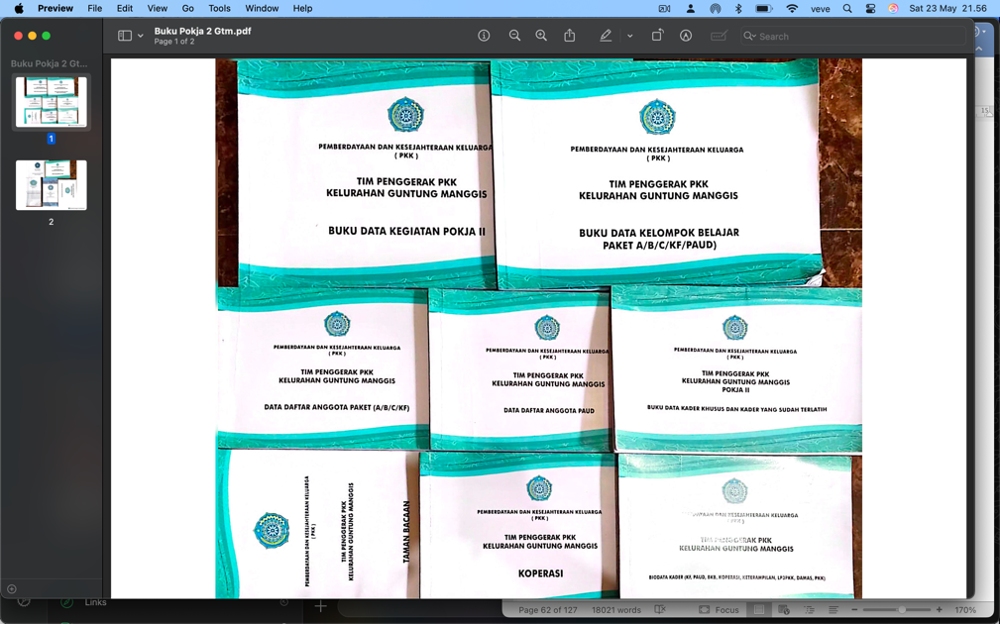 Preview File Edit View Go Tools Window Help veve Sat 23 May 21.56
Buku Pokja 2 Gtm.pdf
Page 1 of 2
Search
Buku Pokja 2 Gt...
1
2
PEMBERDAYAAN DAN KESEJAHTERAAN KELUARGA
( PKK )
TIM PENGGERAK PKK
KELURAHAN GUNTUNG MANGGIS
BUKU DATA KEGIATAN POKJA II
PEMBERDAYAAN DAN KESEJAHTERAAN KELUARGA
( PKK )
TIM PENGGERAK PKK
KELURAHAN GUNTUNG MANGGIS
BUKU DATA KELOMPOK BELAJAR
PAKET A/B/C/KF/PAUD)
PEMBERDAYAAN DAN KESEJAHTERAAN KELUARGA
( PKK )
TIM PENGGERAK PKK
KELURAHAN GUNTUNG MANGGIS
DATA DAFTAR ANGGOTA PAKET (A/B/C/KF)
PEMBERDAYAAN DAN KESEJAHTERAAN KELUARGA
( PKK )
TIM PENGGERAK PKK
KELURAHAN GUNTUNG MANGGIS
DATA DAFTAR ANGGOTA PAUD
PEMBERDAYAAN DAN KESEJAHTERAAN KELUARGA
( PKK )
TIM PENGGERAK PKK
KELURAHAN GUNTUNG MANGGIS
POKJA II
BUKU DATA KADER KHUSUS DAN KADER YANG SUDAH TERLATIH
PEMBERDAYAAN DAN KESEJAHTERAAN KELUARGA
( PKK )
TIM PENGGERAK PKK
KELURAHAN GUNTUNG MANGGIS
TAMAN BACAAN
PEMBERDAYAAN DAN KESEJAHTERAAN KELUARGA
( PKK )
TIM PENGGERAK PKK
KELURAHAN GUNTUNG MANGGIS
KOPERASI
DAN KESEJAHTERAAN KELUARGA
( PKK )
TIM PENGGERAK PKK
KELURAHAN GUNTUNG MANGGIS
BIODATA KADER (KF, PAUD, BKB, KOPERASI, KETERAMPILAN, LP3PKK, DAMAS, PKK)
Links
Page 62 of 127 18021 words Focus 170%